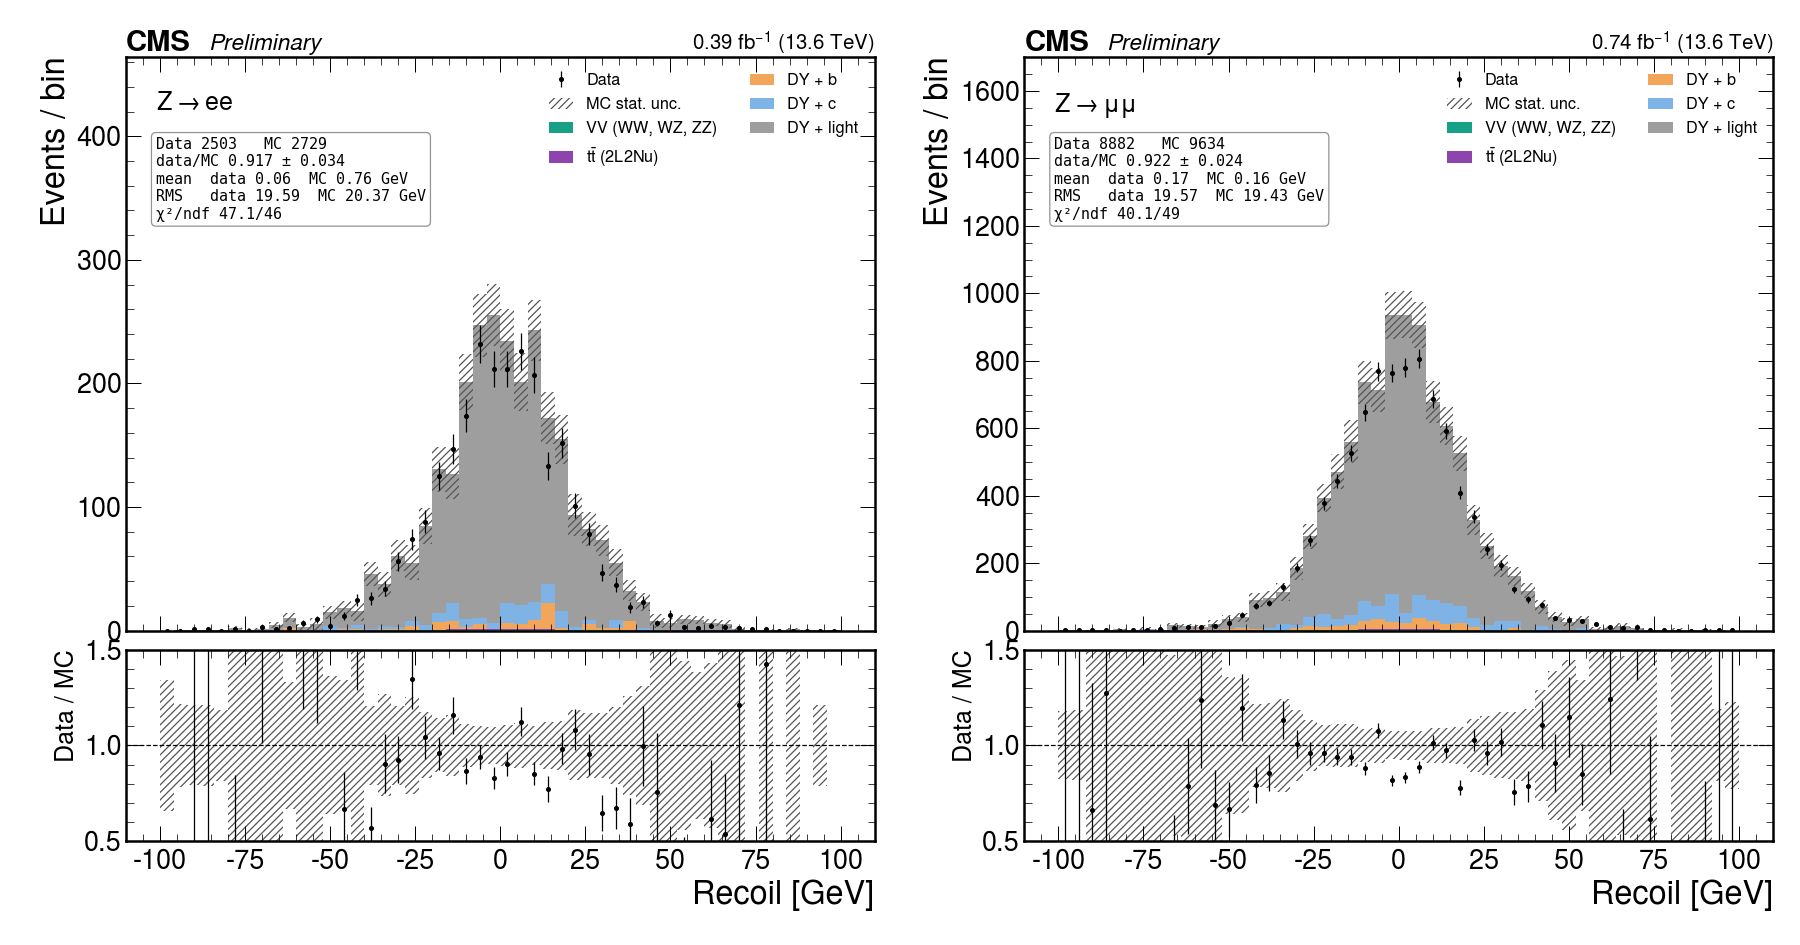 CMS Preliminary 0.39 fb⁻¹ (13.6 TeV)
Events / bin
Z → ee
Data 2503   MC 2729
data/MC 0.917 ± 0.034
mean  data 0.06  MC 0.76 GeV
RMS   data 19.59  MC 20.37 GeV
χ²/ndf 47.1/46
Data
MC stat. unc.
VV (WW, WZ, ZZ)
tt̄ (2L2Nu)
DY + b
DY + c
DY + light
400
300
200
100
0
Data / MC
1.5
1.0
0.5
-100 -75 -50 -25 0 25 50 75 100
Recoil [GeV]
CMS Preliminary 0.74 fb⁻¹ (13.6 TeV)
Events / bin
Z → μμ
Data 8882   MC 9634
data/MC 0.922 ± 0.024
mean  data 0.17  MC 0.16 GeV
RMS   data 19.57  MC 19.43 GeV
χ²/ndf 40.1/49
Data
MC stat. unc.
VV (WW, WZ, ZZ)
tt̄ (2L2Nu)
DY + b
DY + c
DY + light
1600
1400
1200
1000
800
600
400
200
0
Data / MC
1.5
1.0
0.5
-100 -75 -50 -25 0 25 50 75 100
Recoil [GeV]